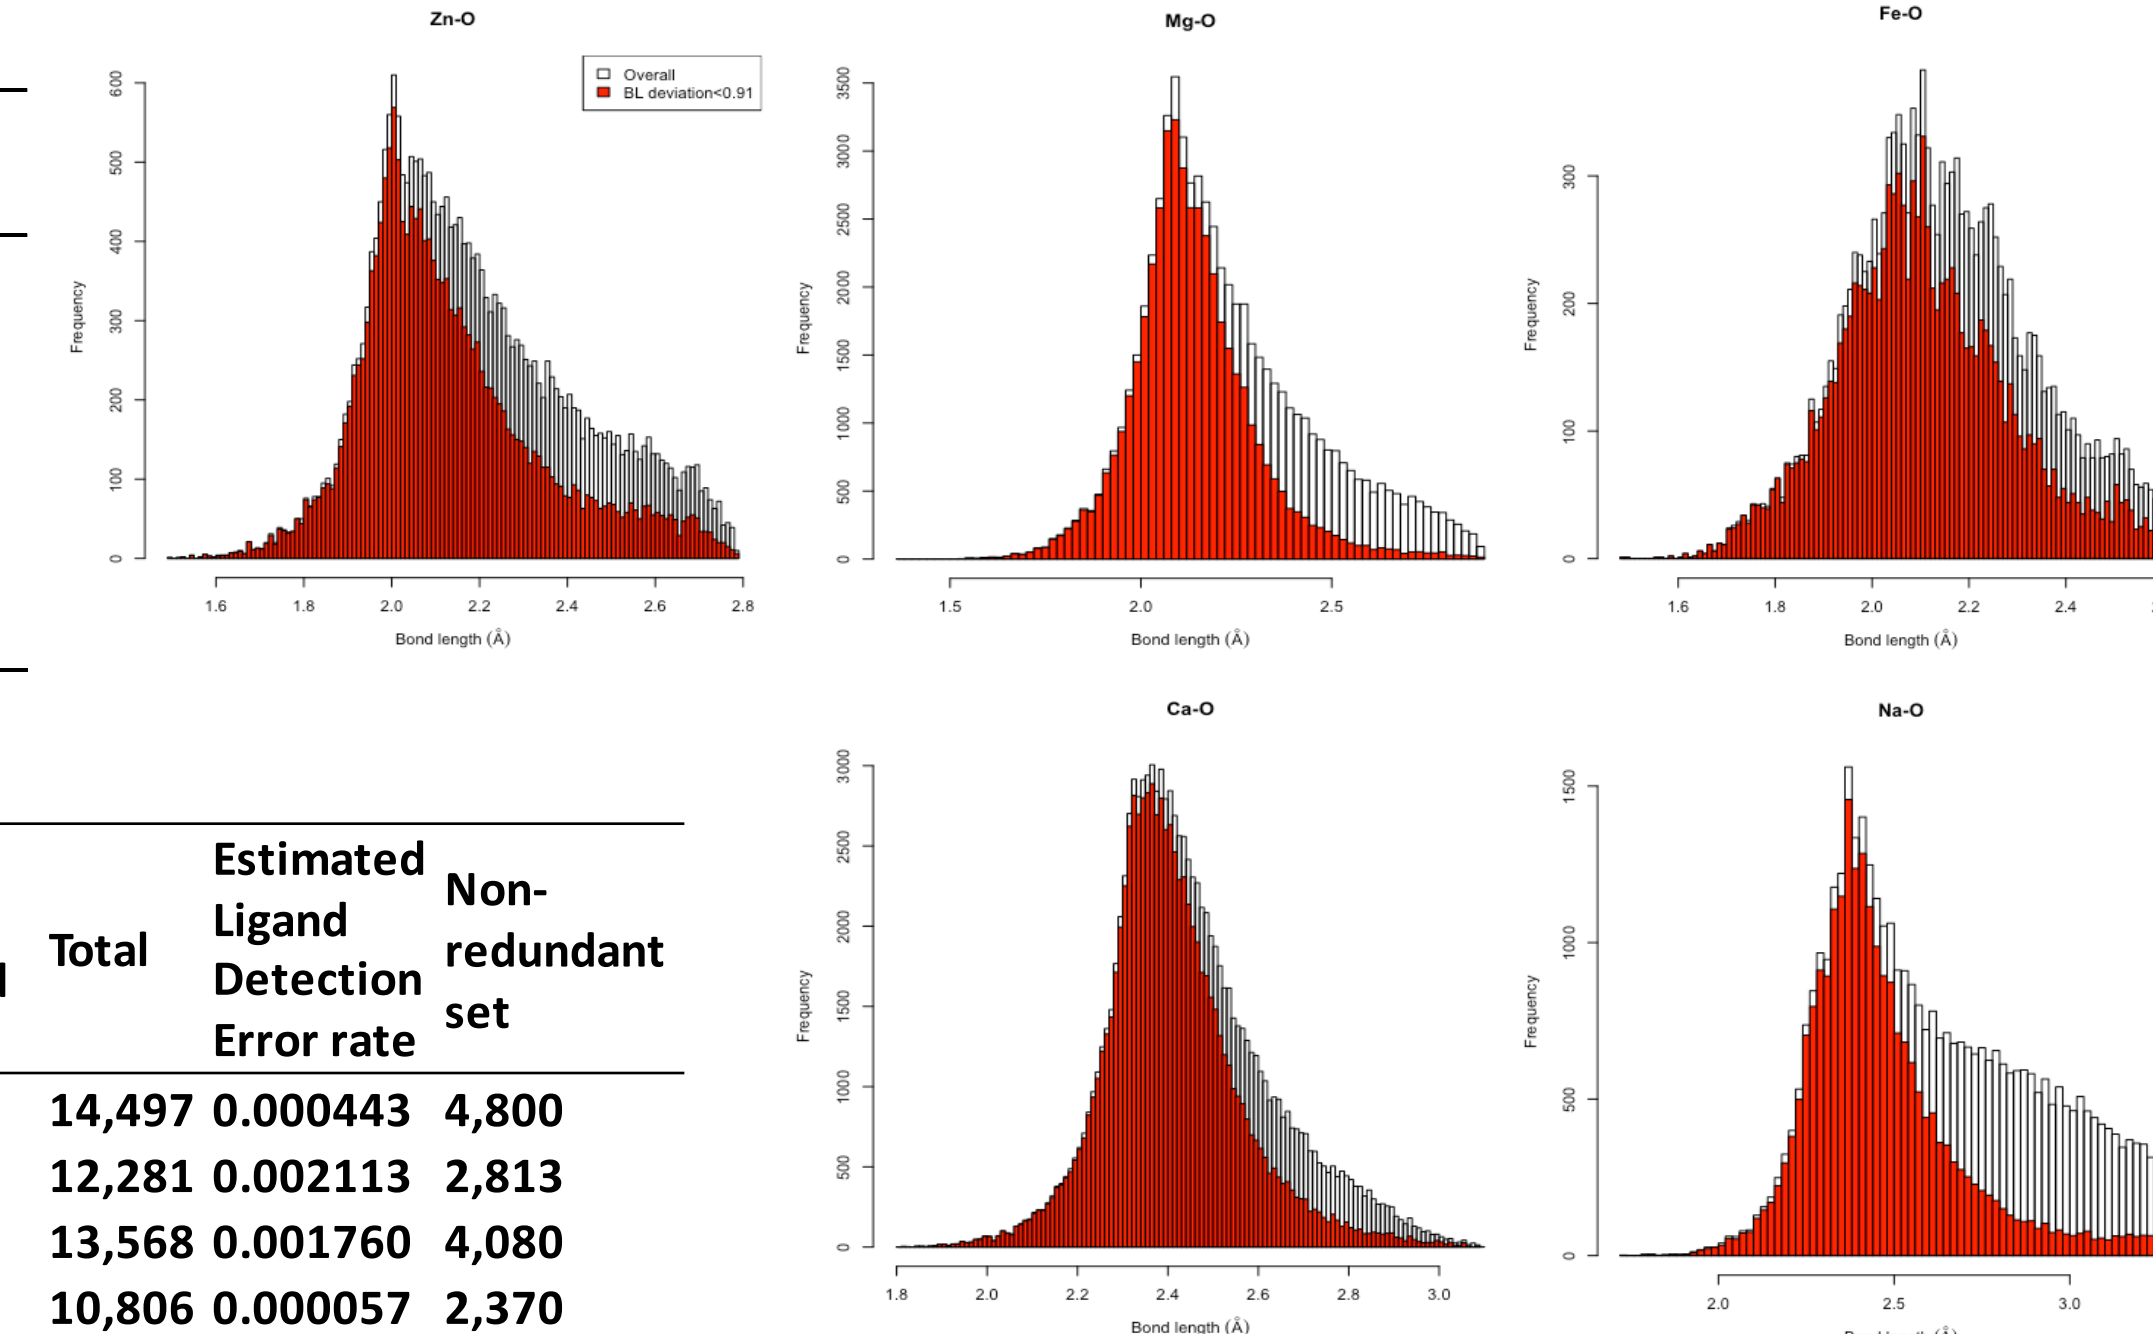 Zn-O
Overall
BL deviation<0.91
600
500
400
300
200
100
0
Frequency
1.6 1.8 2.0 2.2 2.4 2.6 2.8
Bond length (Å)
Mg-O
3500
3000
2500
2000
1500
1000
500
0
Frequency
1.5 2.0 2.5
Bond length (Å)
Fe-O
300
200
100
0
Frequency
1.6 1.8 2.0 2.2 2.4
Bond length (Å)
Ca-O
3000
2500
2000
1500
1000
500
0
Frequency
1.8 2.0 2.2 2.4 2.6 2.8 3.0
Bond length (Å)
Na-O
1500
1000
500
0
Frequency
2.0 2.5 3.0
Total
Estimated
Ligand
Detection
Error rate
Non-
redundant
set
14,497 0.000443 4,800
12,281 0.002113 2,813
13,568 0.001760 4,080
10,806 0.000057 2,370